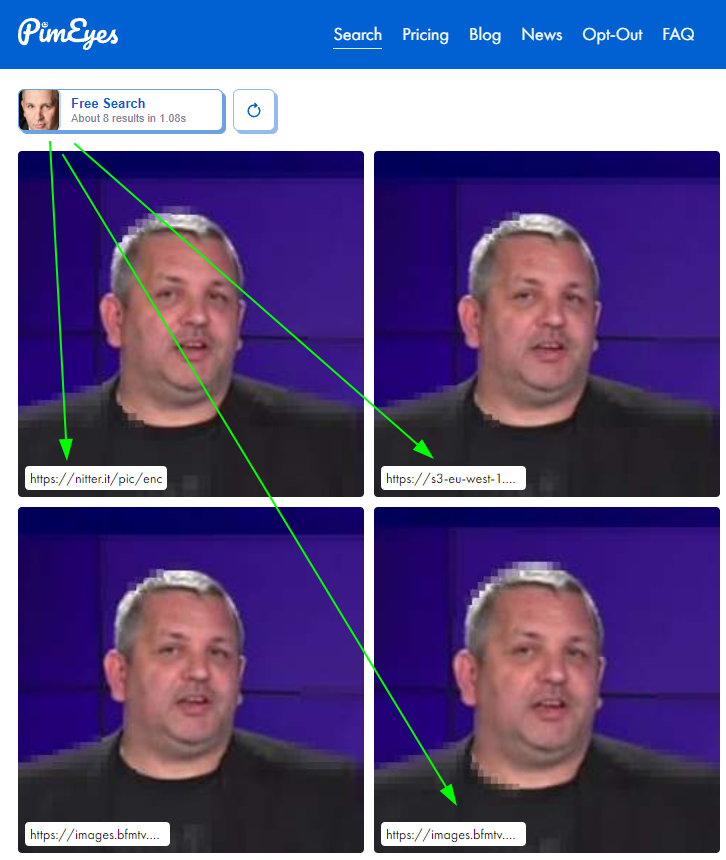 PimEyes
Search Pricing Blog News Opt-Out FAQ
Free Search
About 8 results in 1.08s
https://nitter.it/pic/enc
https://s3-eu-west-1....
https://images.bfmtv....
https://images.bfmtv....